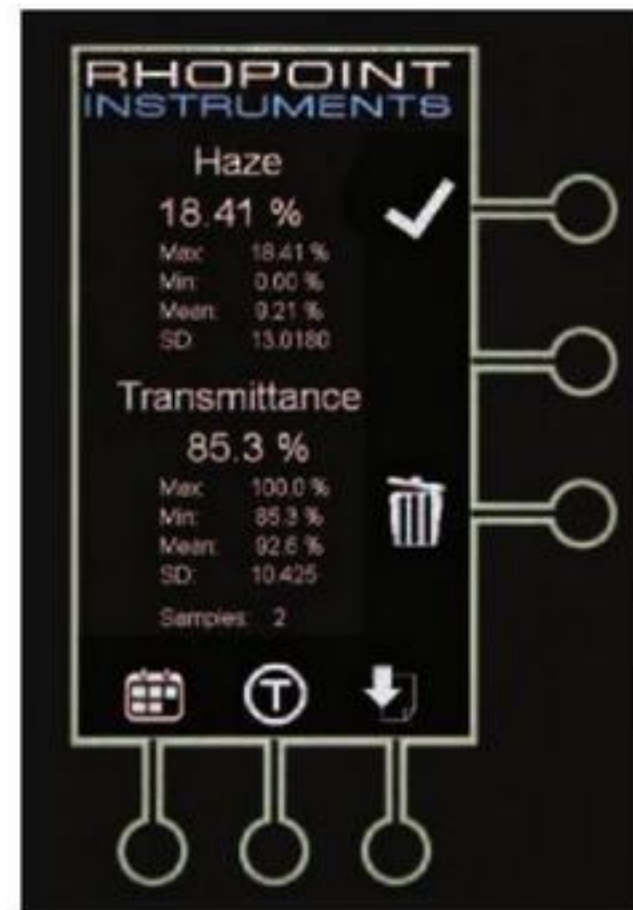 RHOPOINT
INSTRUMENTS
Haze
18.41 %
Max: 18.41 %
Min: 0.00 %
Mean: 9.21 %
SD: 13.0180
Transmittance
85.3 %
Max: 100.0 %
Min: 85.3 %
Mean: 92.6 %
SD: 10.425
Samples: 2
T